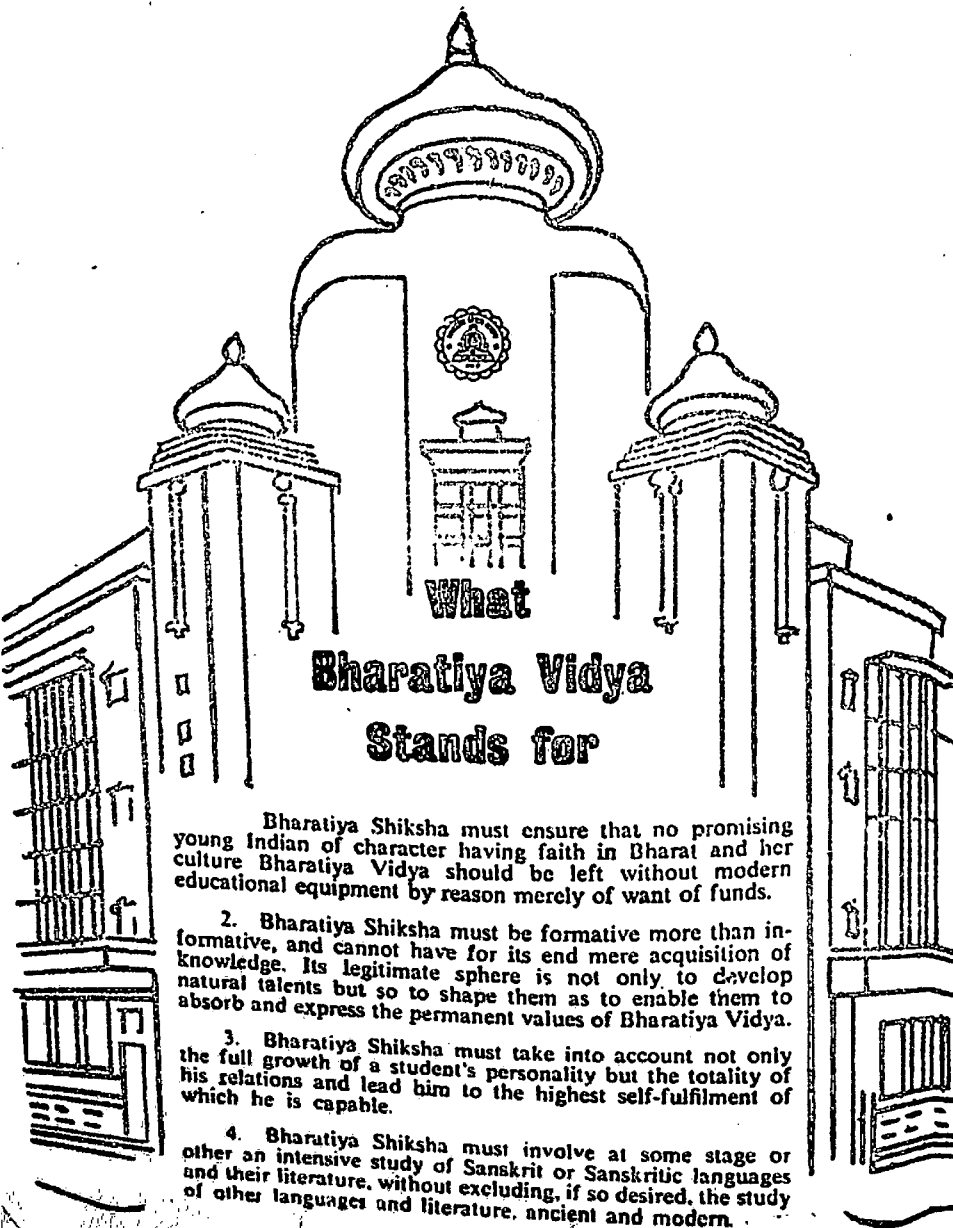 What
Bharatiya Vidya
Stands for
Bharatiya Shiksha must ensure that no promising
young Indian of character having faith in Bharat and her
culture Bharatiya Vidya should be left without modern
educational equipment by reason merely of want of funds.
2. Bharatiya Shiksha must be formative more than in-
formative, and cannot have for its end mere acquisition of
knowledge. Its legitimate sphere is not only to develop
natural talents but so to shape them as to enable them to
absorb and express the permanent values of Bharatiya Vidya.
3. Bharatiya Shiksha must take into account not only
the full growth of a student's personality but the totality of
his relations and lead him to the highest self-fulfilment of
which he is capable.
4. Bharatiya Shiksha must involve at some stage or
other an intensive study of Sanskrit or Sanskritic languages
and their literature, without excluding, if so desired, the study
of other languages and literature, ancient and modern.